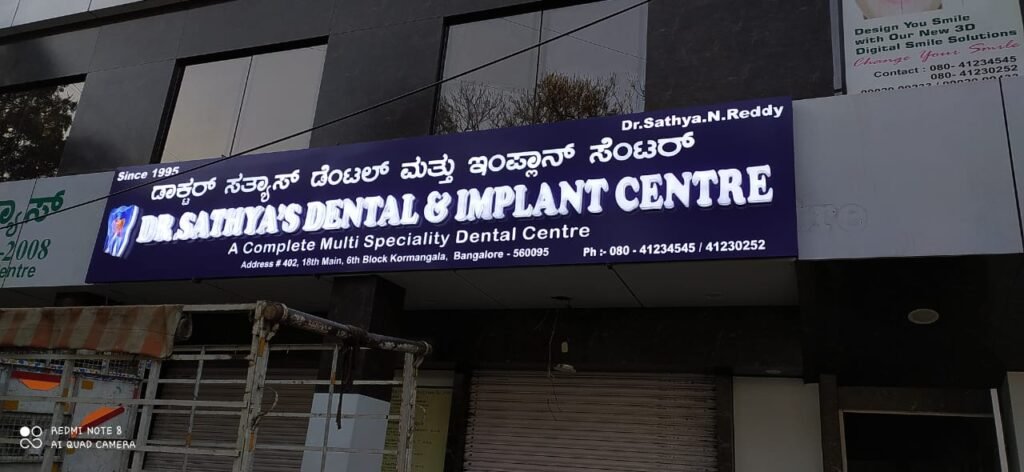 Design You Smile
with Our New 3D
Digital Smile Solutions
Change Your Smile
Contact : 080- 41234545
080- 41230252
Dr.Sathya.N.Reddy
Since 1995
ಡಾಕ್ಟರ್ ಸತ್ಯಾಸ್ ಡೆಂಟಲ್ ಮತ್ತು ಇಂಪ್ಲಾನ್ ಸೆಂಟರ್
DR.SATHYA'S DENTAL & IMPLANT CENTRE
A Complete Multi Speciality Dental Centre
Address # 402, 18th Main, 6th Block Kormangala, Bangalore - 560095 Ph :- 080 - 41234545 / 41230252
ತ್ಯಾಸ್
-2008
entre
REDMI NOTE 8
AI QUAD CAMERA